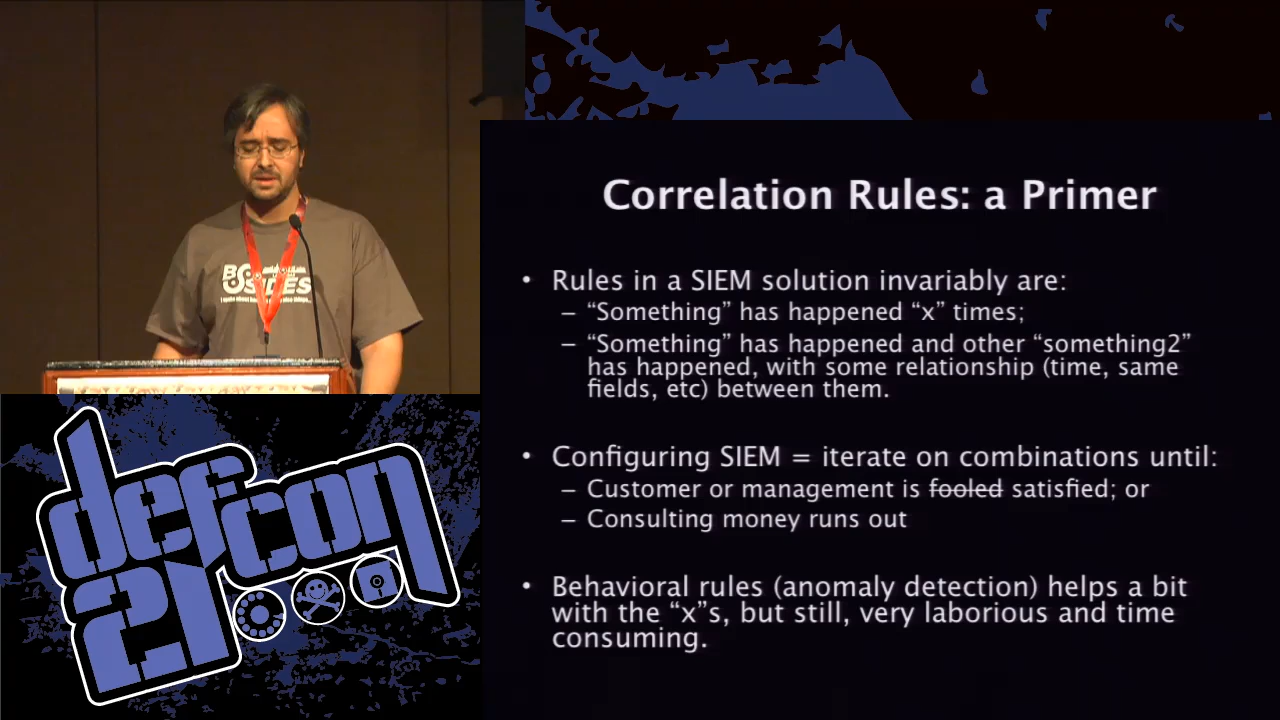 B SIDES
Correlation Rules: a Primer
• Rules in a SIEM solution invariably are:
– “Something” has happened “x” times;
– “Something” has happened and other “something2”
has happened, with some relationship (time, same
fields, etc) between them.
• Configuring SIEM = iterate on combinations until:
– Customer or management is fooled satisfied; or
– Consulting money runs out
• Behavioral rules (anomaly detection) helps a bit
with the “x”s, but still, very laborious and time
consuming.
defcon
21